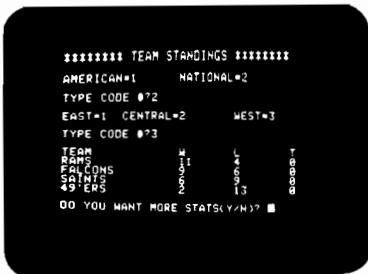 ******** TEAM STANDINGS ********
AMERICAN=1 NATIONAL=2
TYPE CODE #?2
EAST=1 CENTRAL=2 WEST=3
TYPE CODE #?3
TEAM W L T
RAMS 11 4 0
FALCONS 9 6 0
SAINTS 6 9 0
49'ERS 2 13 0
DO YOU WANT MORE STATS(Y/N)?